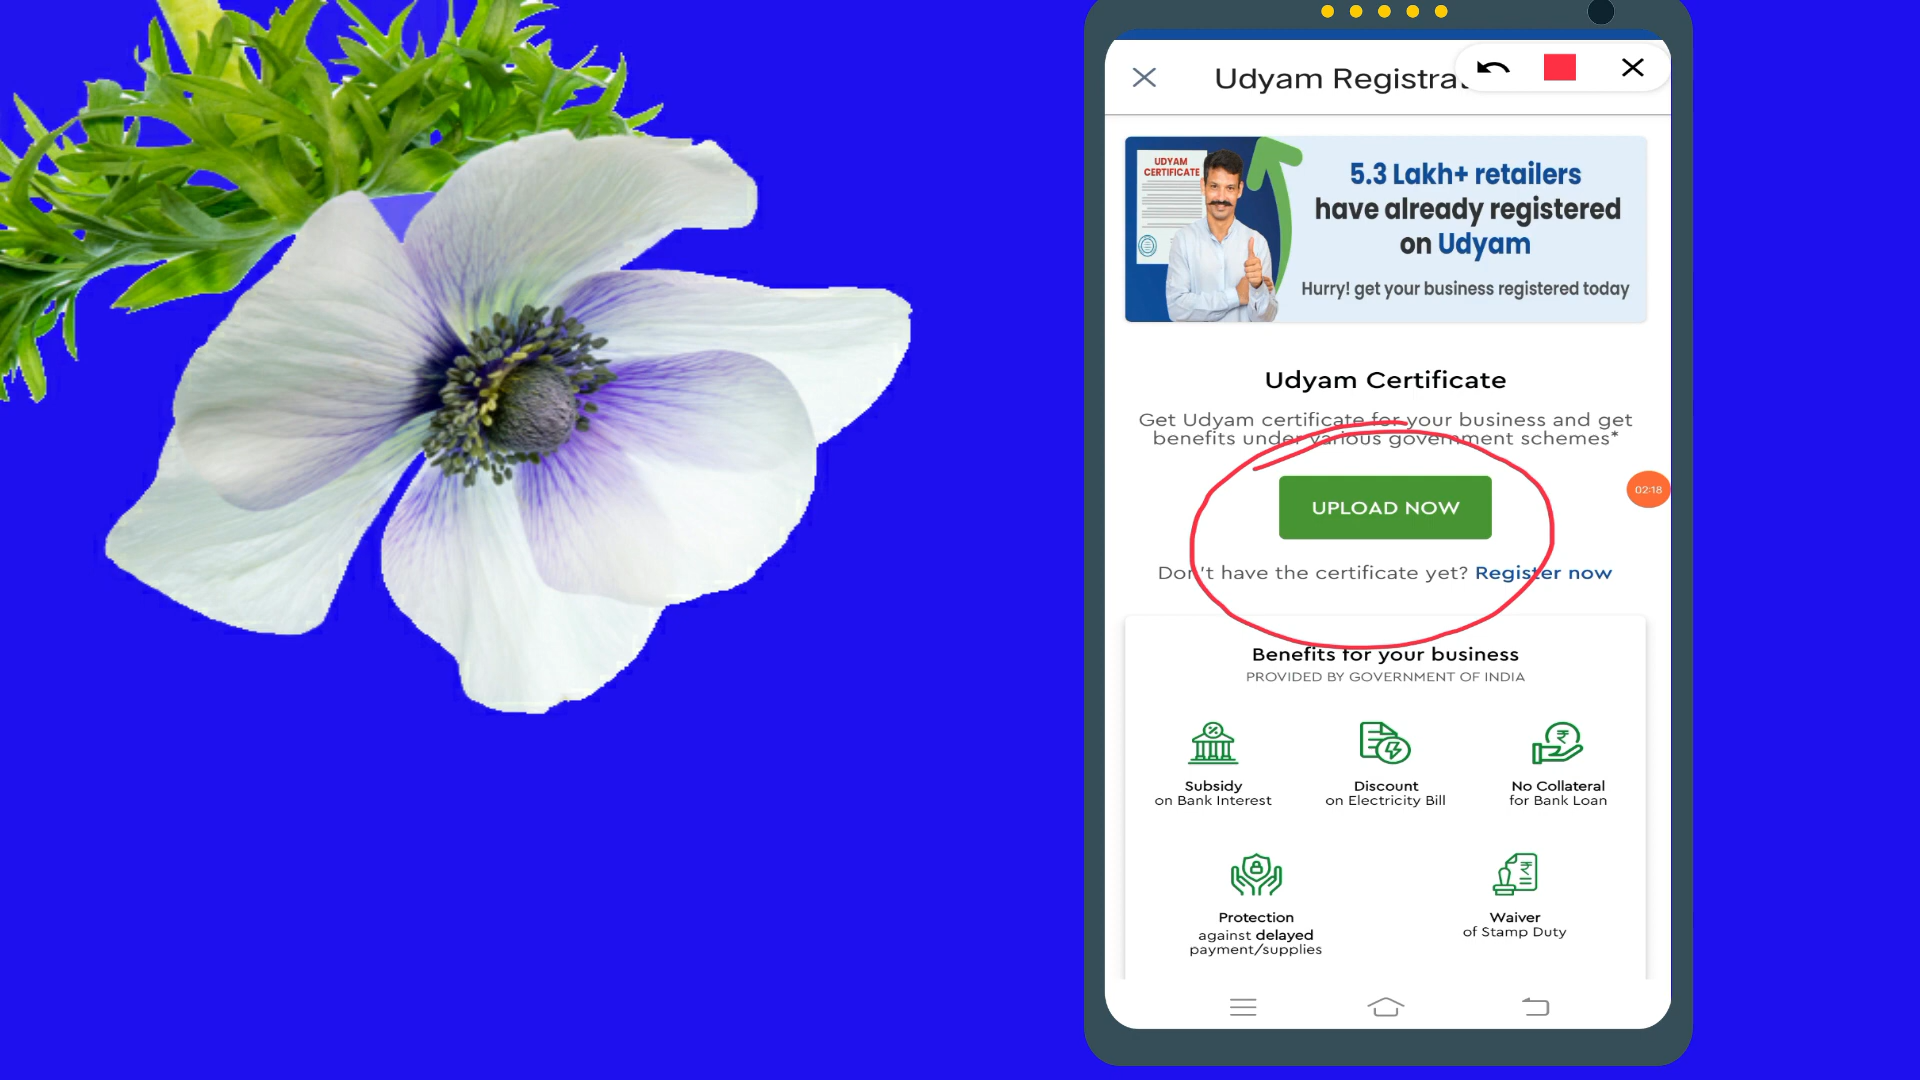 Udyam Registrat
UDYAM
CERTIFICATE
5.3 Lakh+ retailers
have already registered
on Udyam
Hurry! get your business registered today
Udyam Certificate
Get Udyam certificate for your business and get
benefits under various government schemes*
02:18
UPLOAD NOW
Don't have the certificate yet? Register now
Benefits for your business
PROVIDED BY GOVERNMENT OF INDIA
Subsidy
on Bank Interest
Discount
on Electricity Bill
No Collateral
for Bank Loan
Protection
against delayed
payment/supplies
Waiver
of Stamp Duty